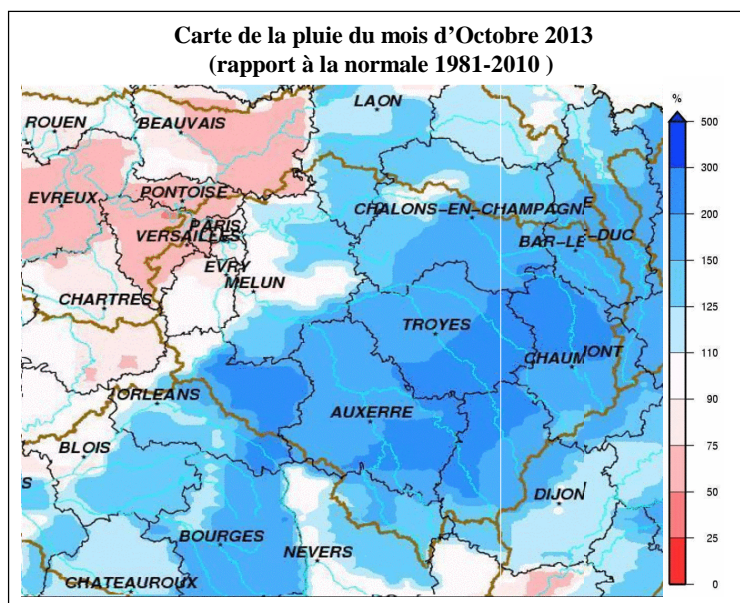 Carte de la pluie du mois d'Octobre 2013
(rapport à la normale 1981-2010 )
%
500
300
200
150
125
110
90
75
50
25
0
LAON
ROUEN
BEAUVAIS
EVREUX
PONTOISE
PARIS
VERSAILLES
CHALONS-EN-CHAMPAGNE
BAR-LE-DUC
EVRY
MELUN
CHARTRES
TROYES
CHAUMONT
ORLEANS
AUXERRE
BLOIS
S
DIJON
BOURGES
NEVERS
CHATEAUROUX